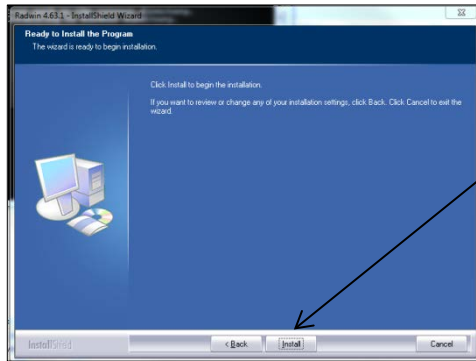 Radwin 4.63.1 - InstallShield Wizard
Ready to Install the Program
The wizard is ready to begin installation.
Click Install to begin the installation.
If you want to review or change any of your installation settings, click Back. Click Cancel to exit the
wizard.
InstallShield
< Back
Install
Cancel